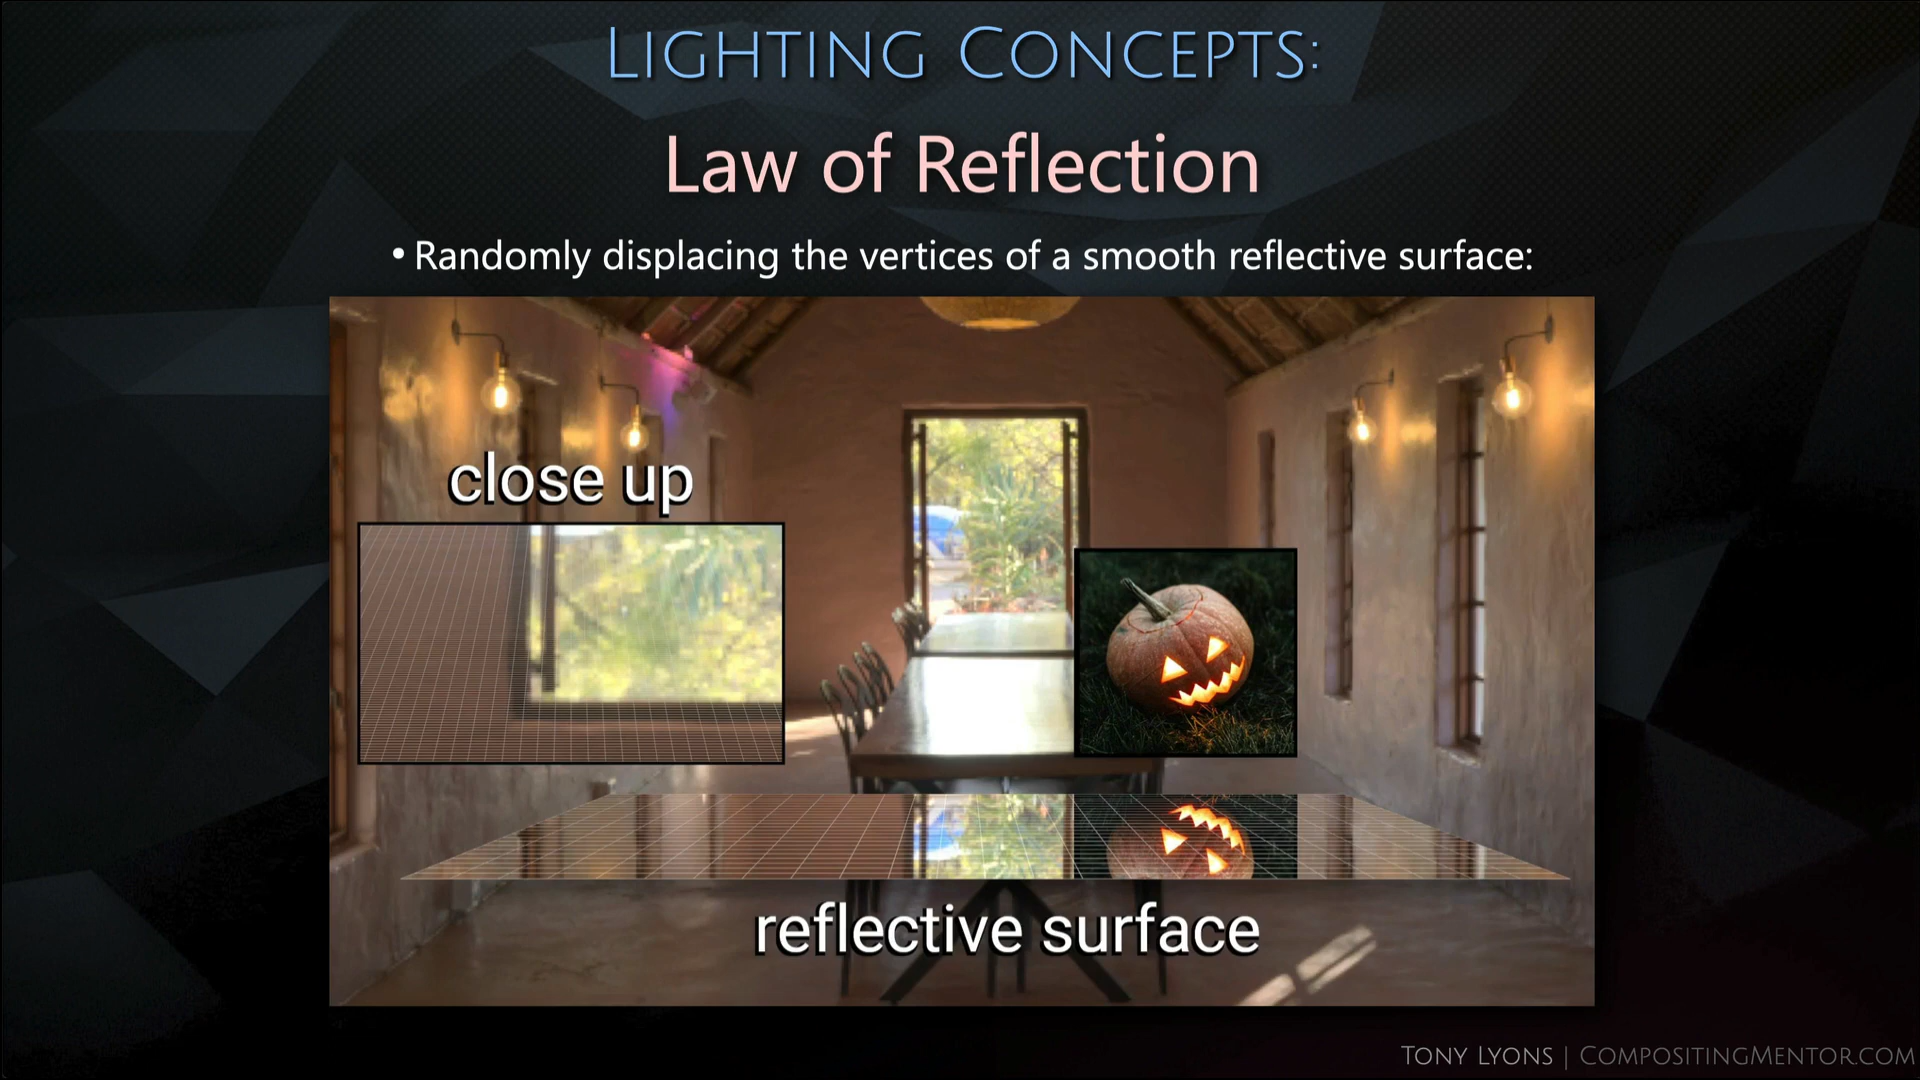 Lighting Concepts:
Law of Reflection
• Randomly displacing the vertices of a smooth reflective surface:
close up
reflective surface
Tony Lyons | CompositingMentor.com